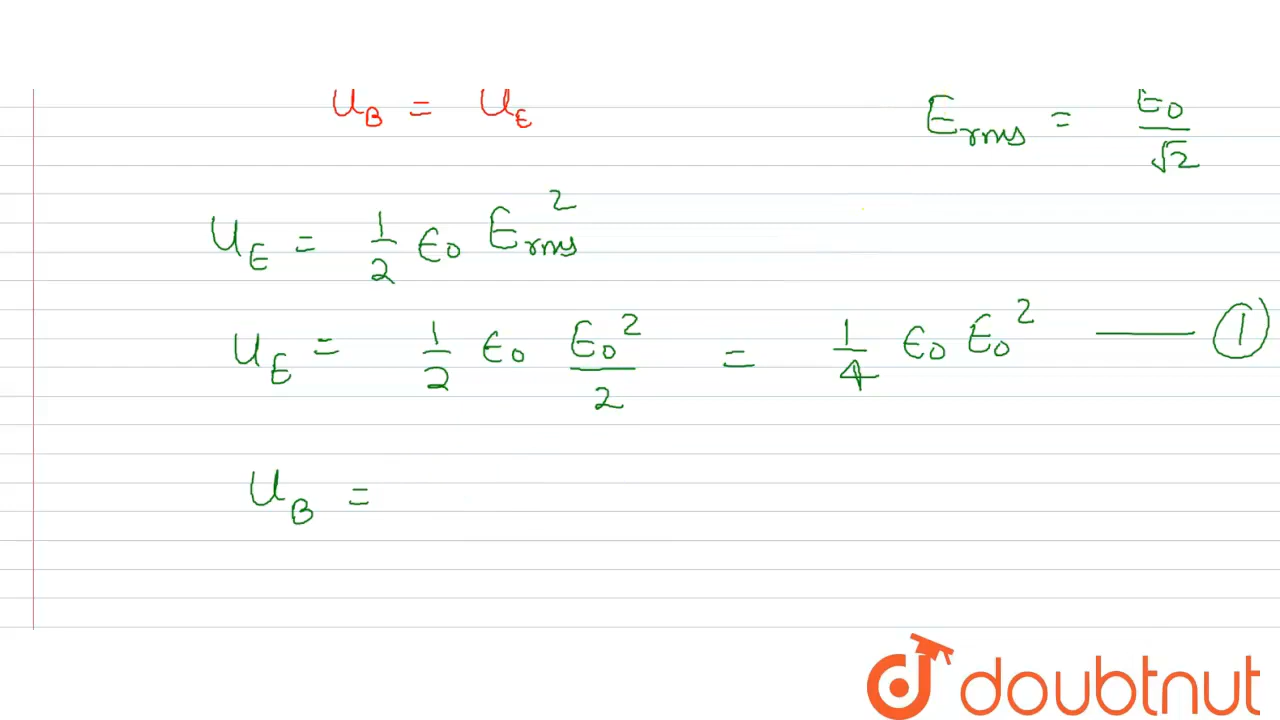 U_B = U_E
E_rms = E_0/√2
U_E = 1/2 ε_0 E_rms^2
U_E = 1/2 ε_0 E_0^2/2 = 1/4 ε_0 E_0^2 —— ①
U_B =
doubtnut